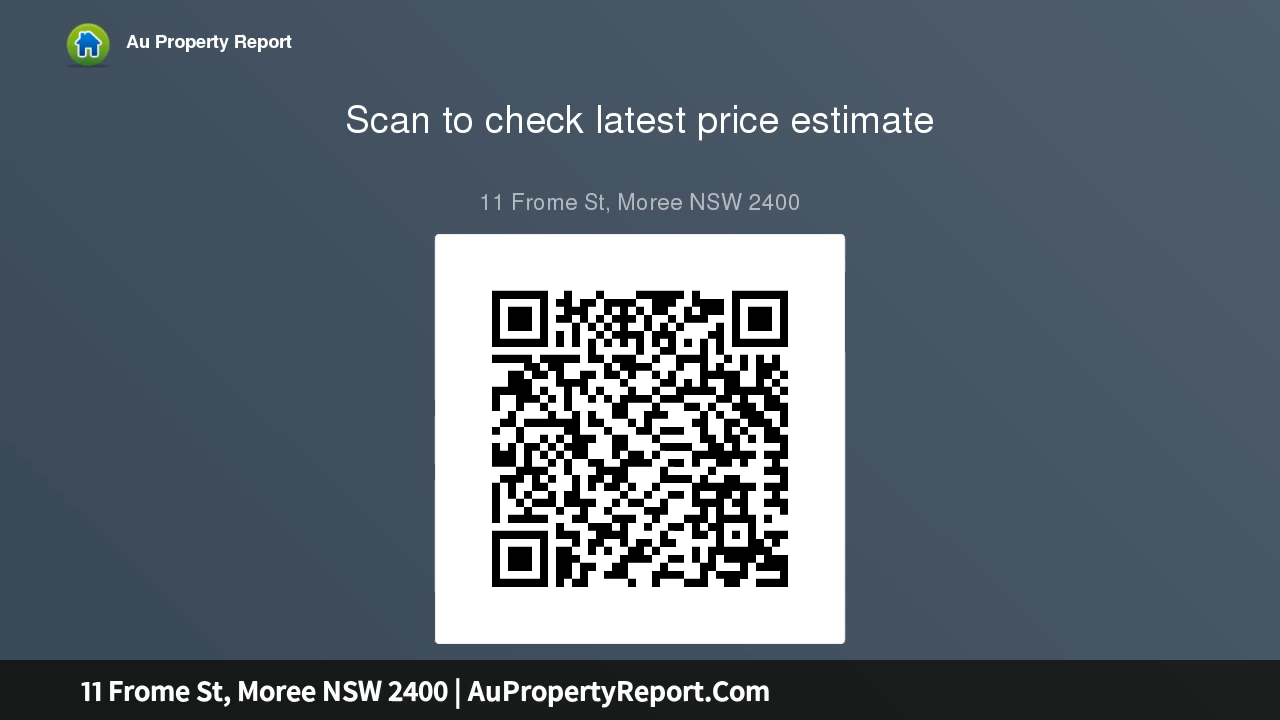 Au Property Report
Scan to check latest price estimate
11 Frome St, Moree NSW 2400
11 Frome St, Moree NSW 2400 | AuPropertyReport.Com